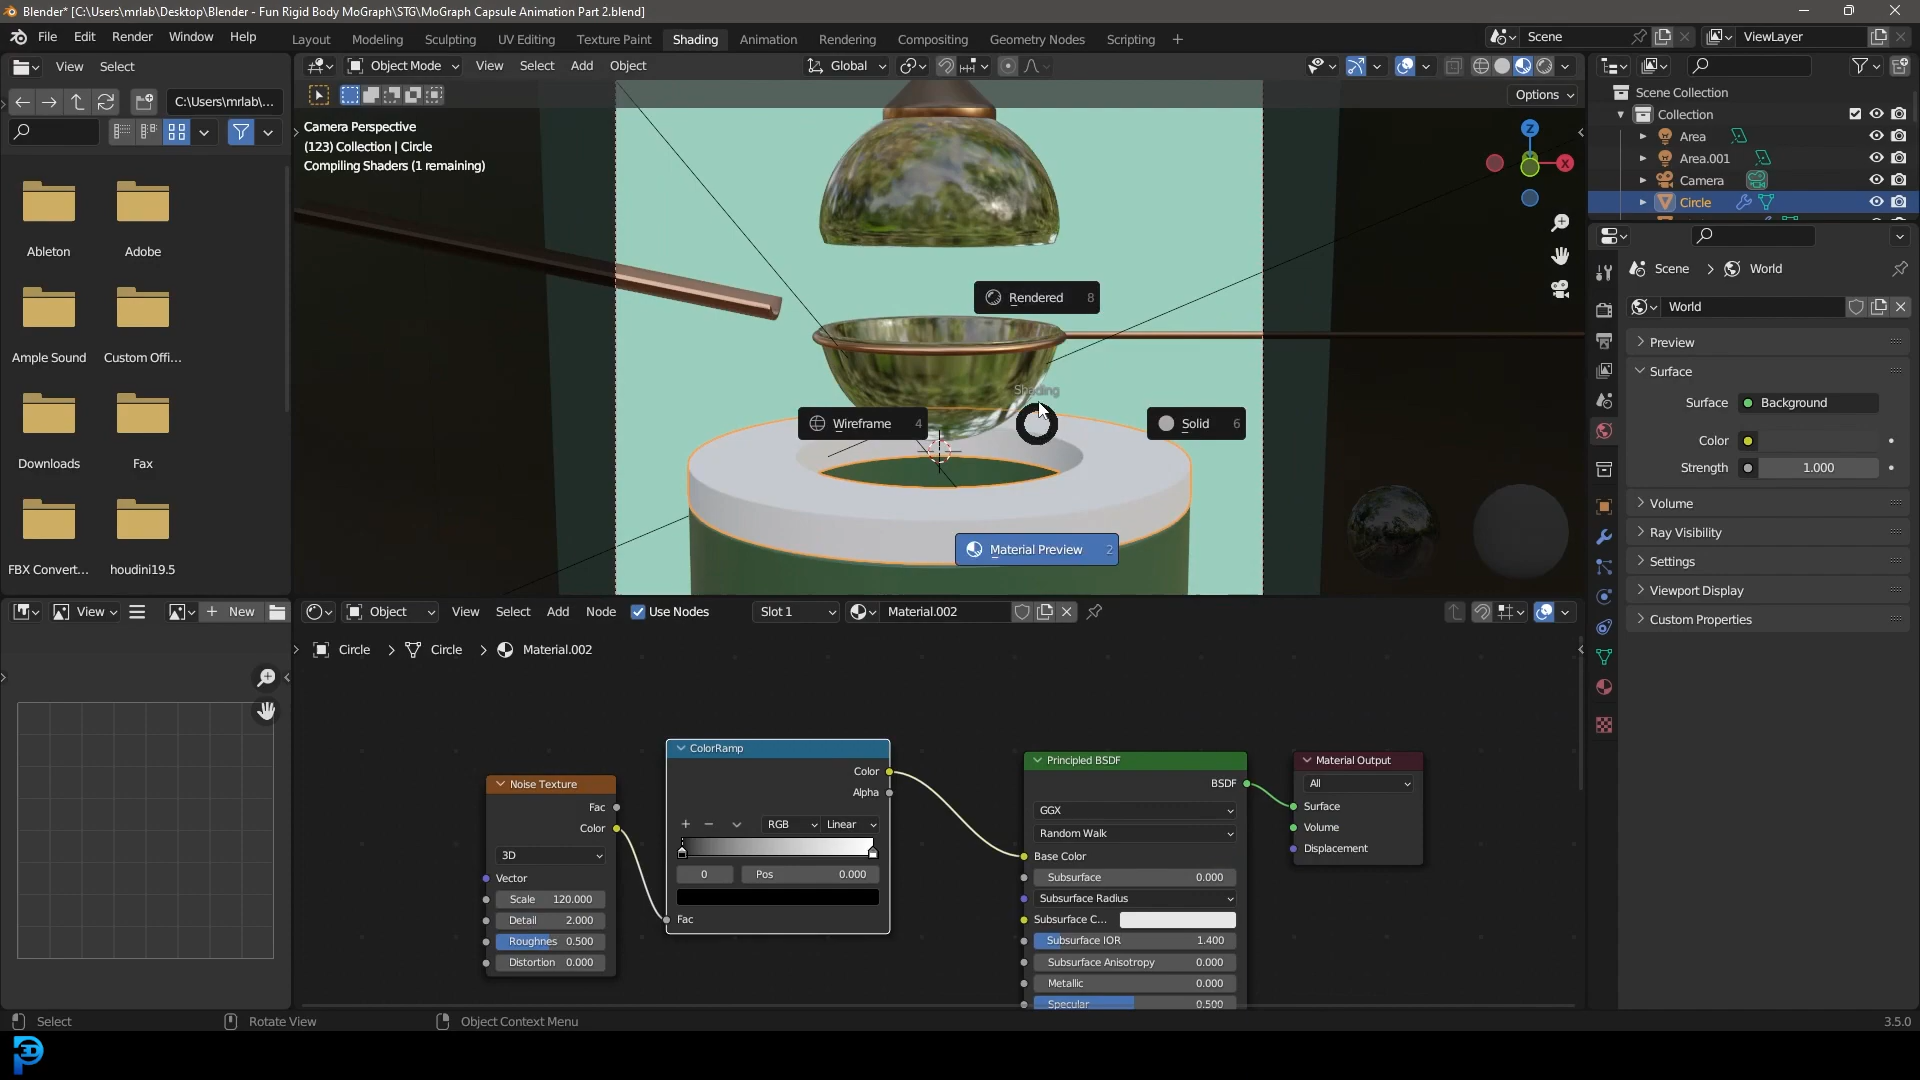 Blender* [C:\Users\mrlab\Desktop\Blender - Fun Rigid Body MoGraph\STG\MoGraph Capsule Animation Part 2.blend]
File Edit Render Window Help Layout Modeling Sculpting UV Editing Texture Paint Shading Animation Rendering Compositing Geometry Nodes Scripting + Scene ViewLayer
View Select Object Mode View Select Add Object Global
C:\Users\mrlab\... Options
Ableton Adobe
Ample Sound Custom Offi...
Downloads Fax
FBX Convert... houdini19.5
Camera Perspective
(123) Collection | Circle
Compiling Shaders (1 remaining)
Z
X
Rendered 8
Shading
Wireframe 4
Solid 6
Material Preview 2
Scene Collection
Collection
Area
Area.001
Camera
Circle
Scene > World
World
Preview
Surface
Surface Background
Color
Strength 1.000
Volume
Ray Visibility
Settings
Viewport Display
Custom Properties
View + New Object View Select Add Node Use Nodes Slot 1 Material.002
Circle > Circle > Material.002
Noise Texture
Fac
Color
3D
Vector
Scale 120.000
Detail 2.000
Roughnes 0.500
Distortion 0.000
ColorRamp
Color
Alpha
+ − RGB Linear
0 Pos 0.000
Fac
Principled BSDF
BSDF
GGX
Random Walk
Base Color
Subsurface 0.000
Subsurface Radius
Subsurface C...
Subsurface IOR 1.400
Subsurface Anisotropy 0.000
Metallic 0.000
Specular 0.500
Material Output
All
Surface
Volume
Displacement
Select Rotate View Object Context Menu 3.5.0